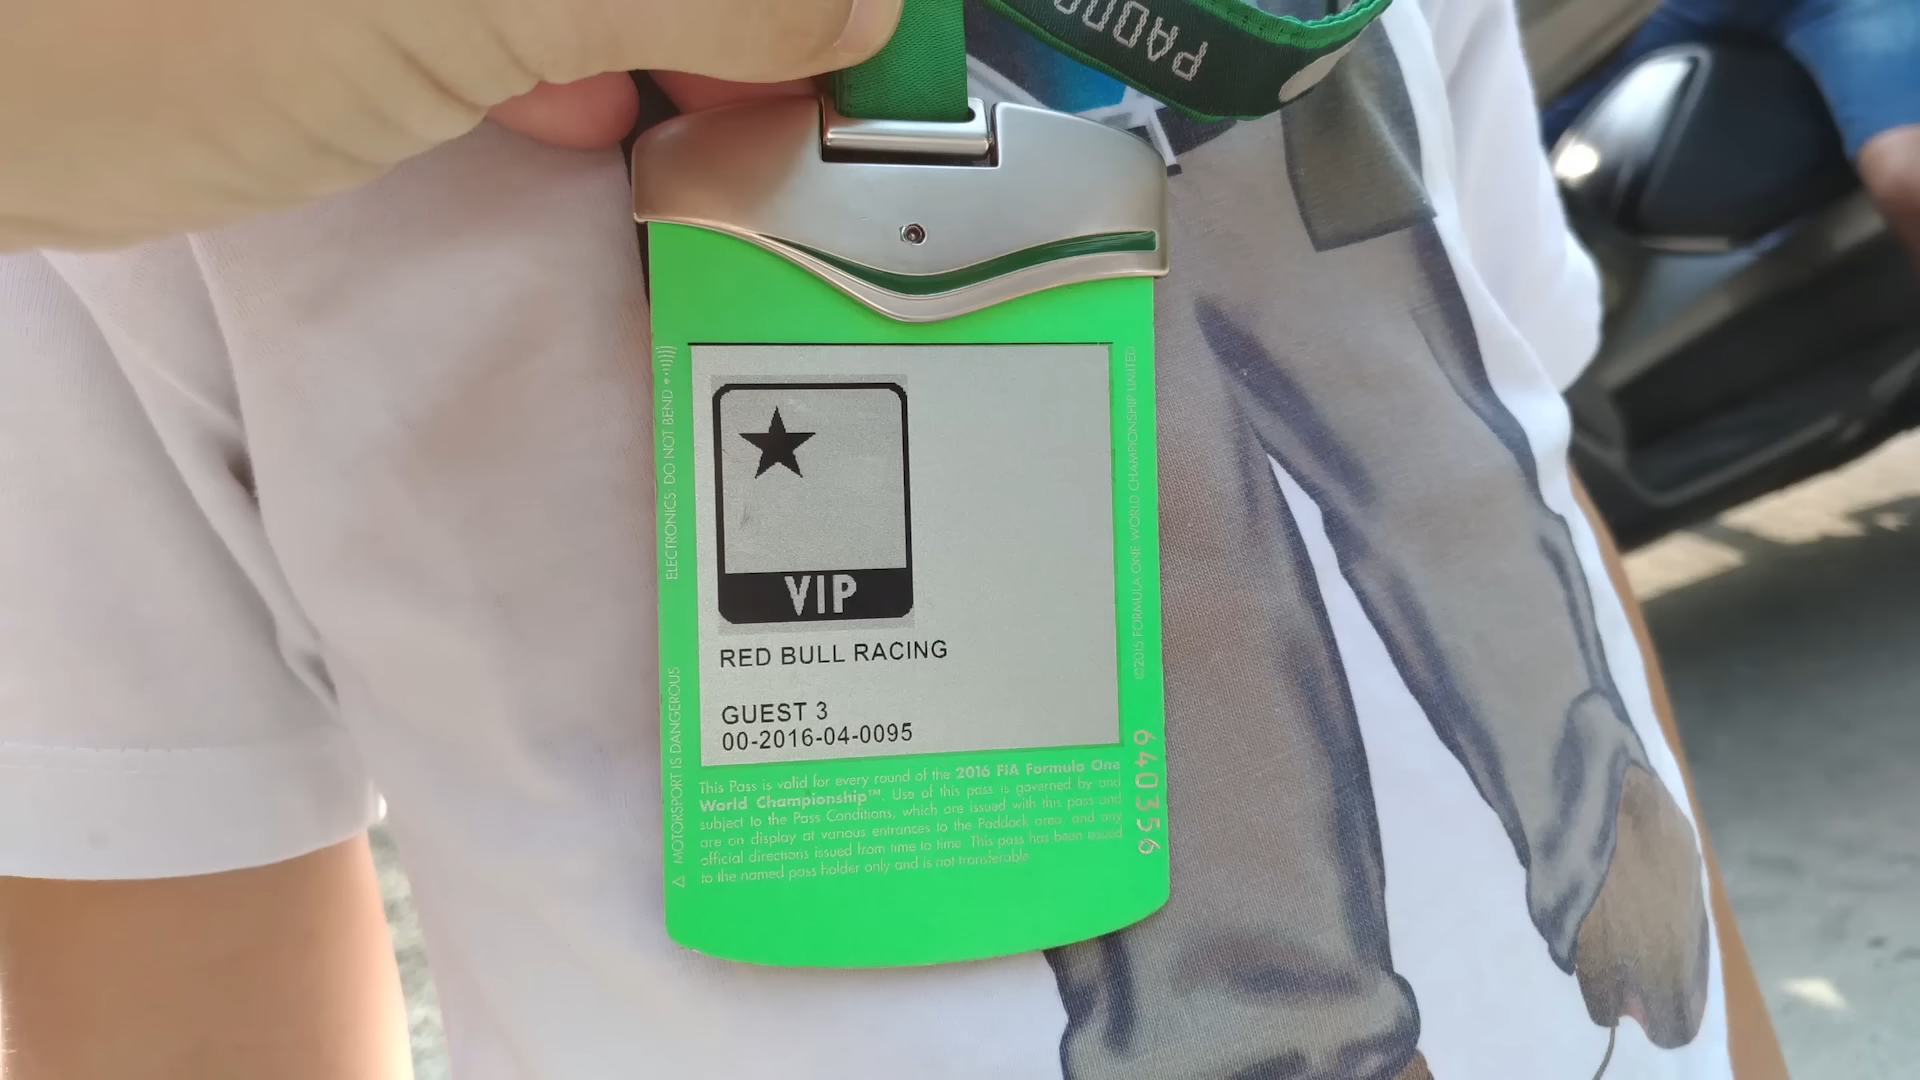 PADDO
VIP
RED BULL RACING
GUEST 3
00-2016-04-0095
This Pass is valid for every round of the 2016 FIA Formula One
World Championship™. Use of this pass is governed by and
subject to the Pass Conditions, which are issued with this pass and
are on display at various entrances to the Paddock area, and any
official directions issued from time to time. This pass has been issued
to the named pass holder only and is not transferable
⚠ MOTORSPORT IS DANGEROUS
ELECTRONICS: DO NOT BEND
©2015 FORMULA ONE WORLD CHAMPIONSHIP LIMITED
640356